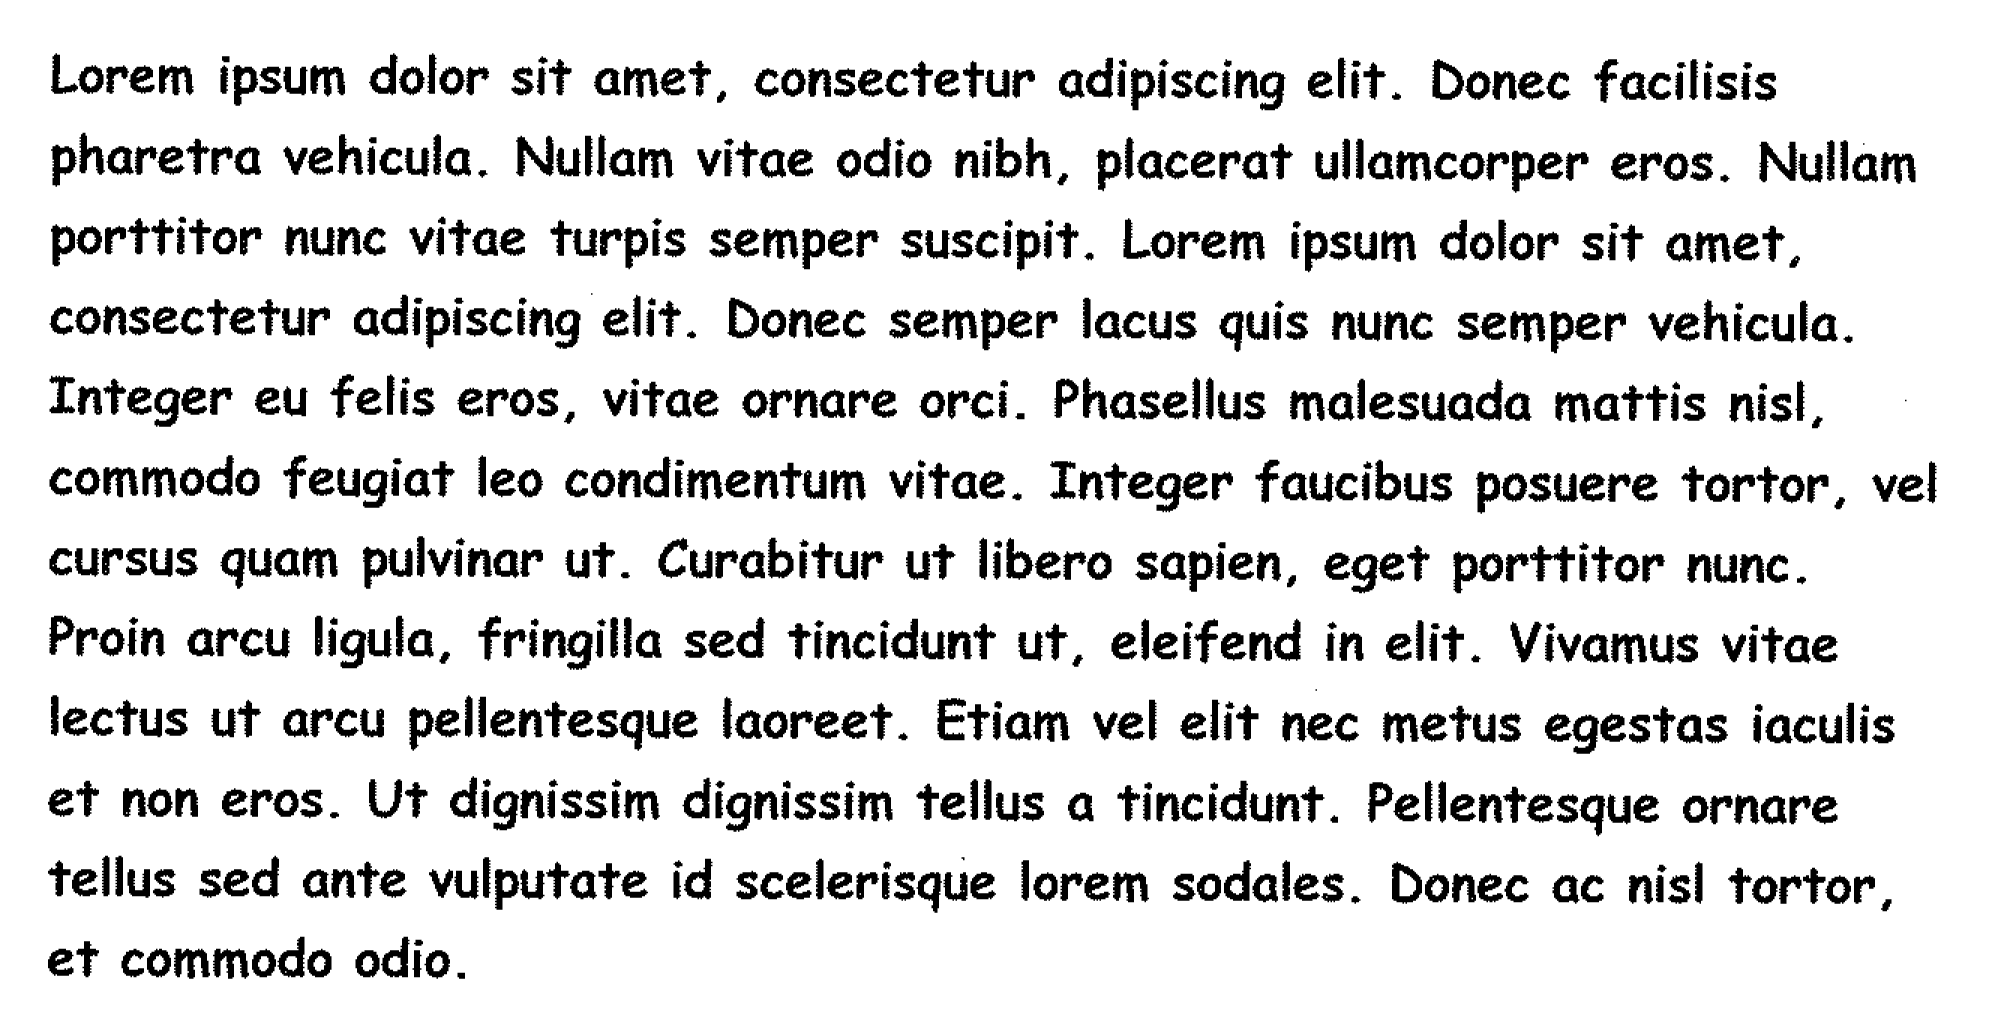 Lorem ipsum dolor sit amet, consectetur adipiscing elit. Donec facilisis
pharetra vehicula. Nullam vitae odio nibh, placerat ullamcorper eros. Nullam
porttitor nunc vitae turpis semper suscipit. Lorem ipsum dolor sit amet,
consectetur adipiscing elit. Donec semper lacus quis nunc semper vehicula.
Integer eu felis eros, vitae ornare orci. Phasellus malesuada mattis nisl,
commodo feugiat leo condimentum vitae. Integer faucibus posuere tortor, vel
cursus quam pulvinar ut. Curabitur ut libero sapien, eget porttitor nunc.
Proin arcu ligula, fringilla sed tincidunt ut, eleifend in elit. Vivamus vitae
lectus ut arcu pellentesque laoreet. Etiam vel elit nec metus egestas iaculis
et non eros. Ut dignissim dignissim tellus a tincidunt. Pellentesque ornare
tellus sed ante vulputate id scelerisque lorem sodales. Donec ac nisl tortor,
et commodo odio.